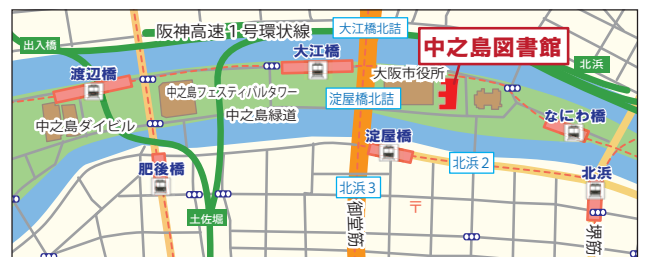 出入橋
阪神高速1号環状線
大江橋北詰
中之島図書館
北浜
渡辺橋
大江橋
大阪市役所
中之島フェスティバルタワー
淀屋橋北詰
中之島ダイビル
中之島緑道
なにわ橋
淀屋橋
肥後橋
北浜2
北浜
北浜3
土佐堀
御堂筋
堺筋